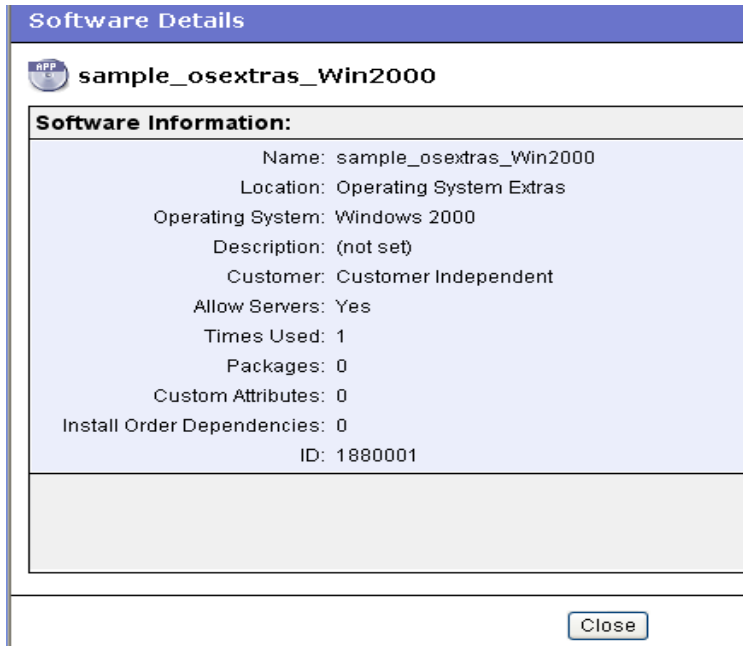 Software Details
APP
sample_osextras_Win2000
Software Information:
Name: sample_osextras_Win2000
Location: Operating System Extras
Operating System: Windows 2000
Description: (not set)
Customer: Customer Independent
Allow Servers: Yes
Times Used: 1
Packages: 0
Custom Attributes: 0
Install Order Dependencies: 0
ID: 1880001
Close